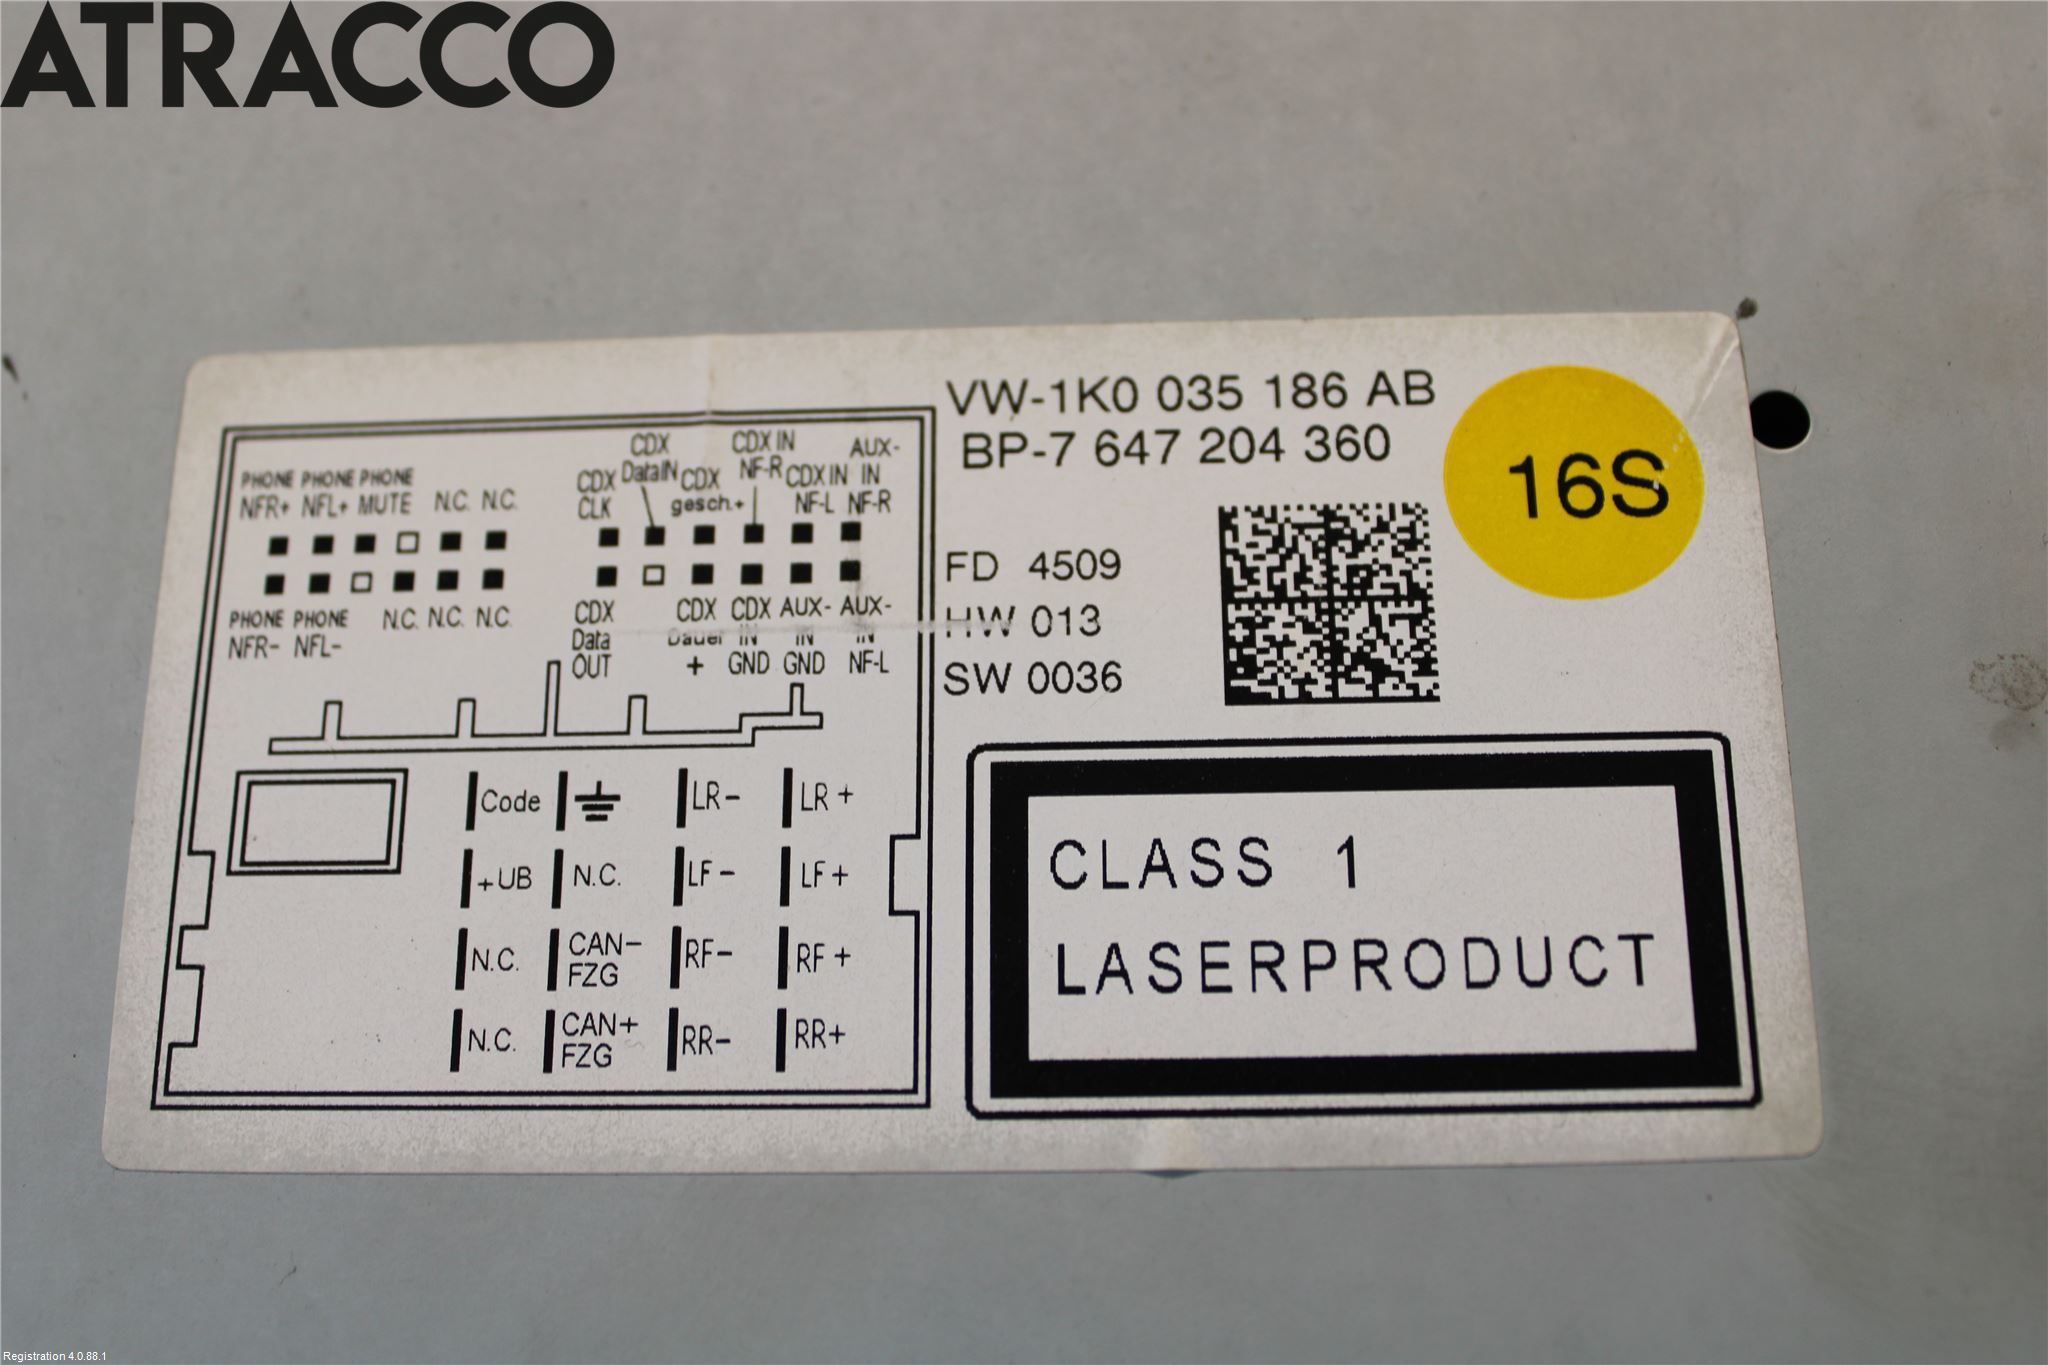 ATRACCO
VW-1K0 035 186 AB
BP-7 647 204 360
16S
FD 4509
HW 013
SW 0036
CLASS 1
LASERPRODUCT
PHONE PHONE PHONE
NFR+ NFL+ MUTE N.C. N.C.
PHONE PHONE
NFR- NFL- N.C. N.C. N.C.
CDX CLK
CDX DataIN
CDX gesch.+
CDX IN NF-R
CDX IN NF-L
AUX-IN NF-R
CDX Data OUT
CDX Dauer +
CDX IN GND
AUX-IN GND
AUX-IN NF-L
Code LR- LR+
+UB N.C. LF- LF+
N.C. CAN- FZG RF- RF+
N.C. CAN+ FZG RR- RR+
Registration 4.0.88.1